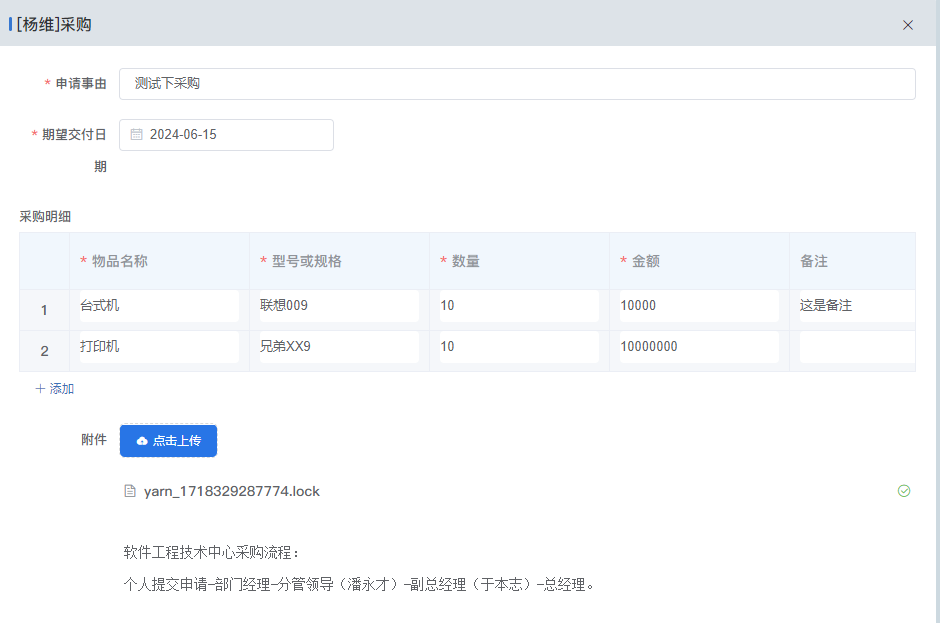 [杨维]采购
* 申请事由 测试下采购
* 期望交付日期 2024-06-15
采购明细
* 物品名称 * 型号或规格 * 数量 * 金额 备注
1 台式机 联想009 10 10000 这是备注
2 打印机 兄弟XX9 10 10000000
+ 添加
附件 点击上传
yarn_1718329287774.lock
软件工程技术中心采购流程：
个人提交申请-部门经理-分管领导（潘永才）-副总经理（于本志）-总经理。